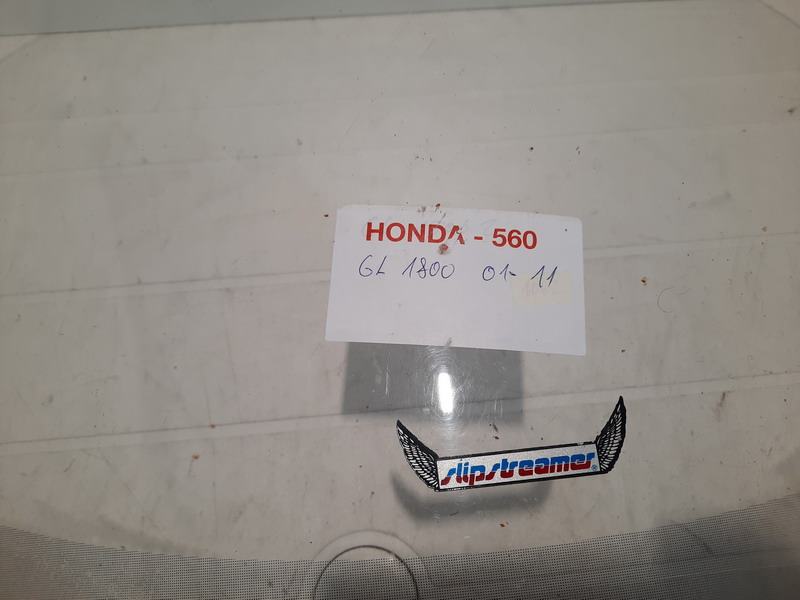 HONDA - 560
GL 1800 01- 11
slipstreamer®